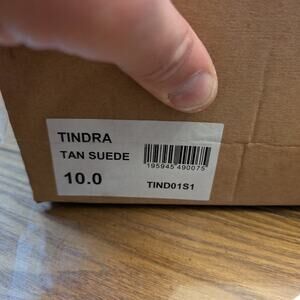 TINDRA
TAN SUEDE
195945 490075
10.0
TIND01S1